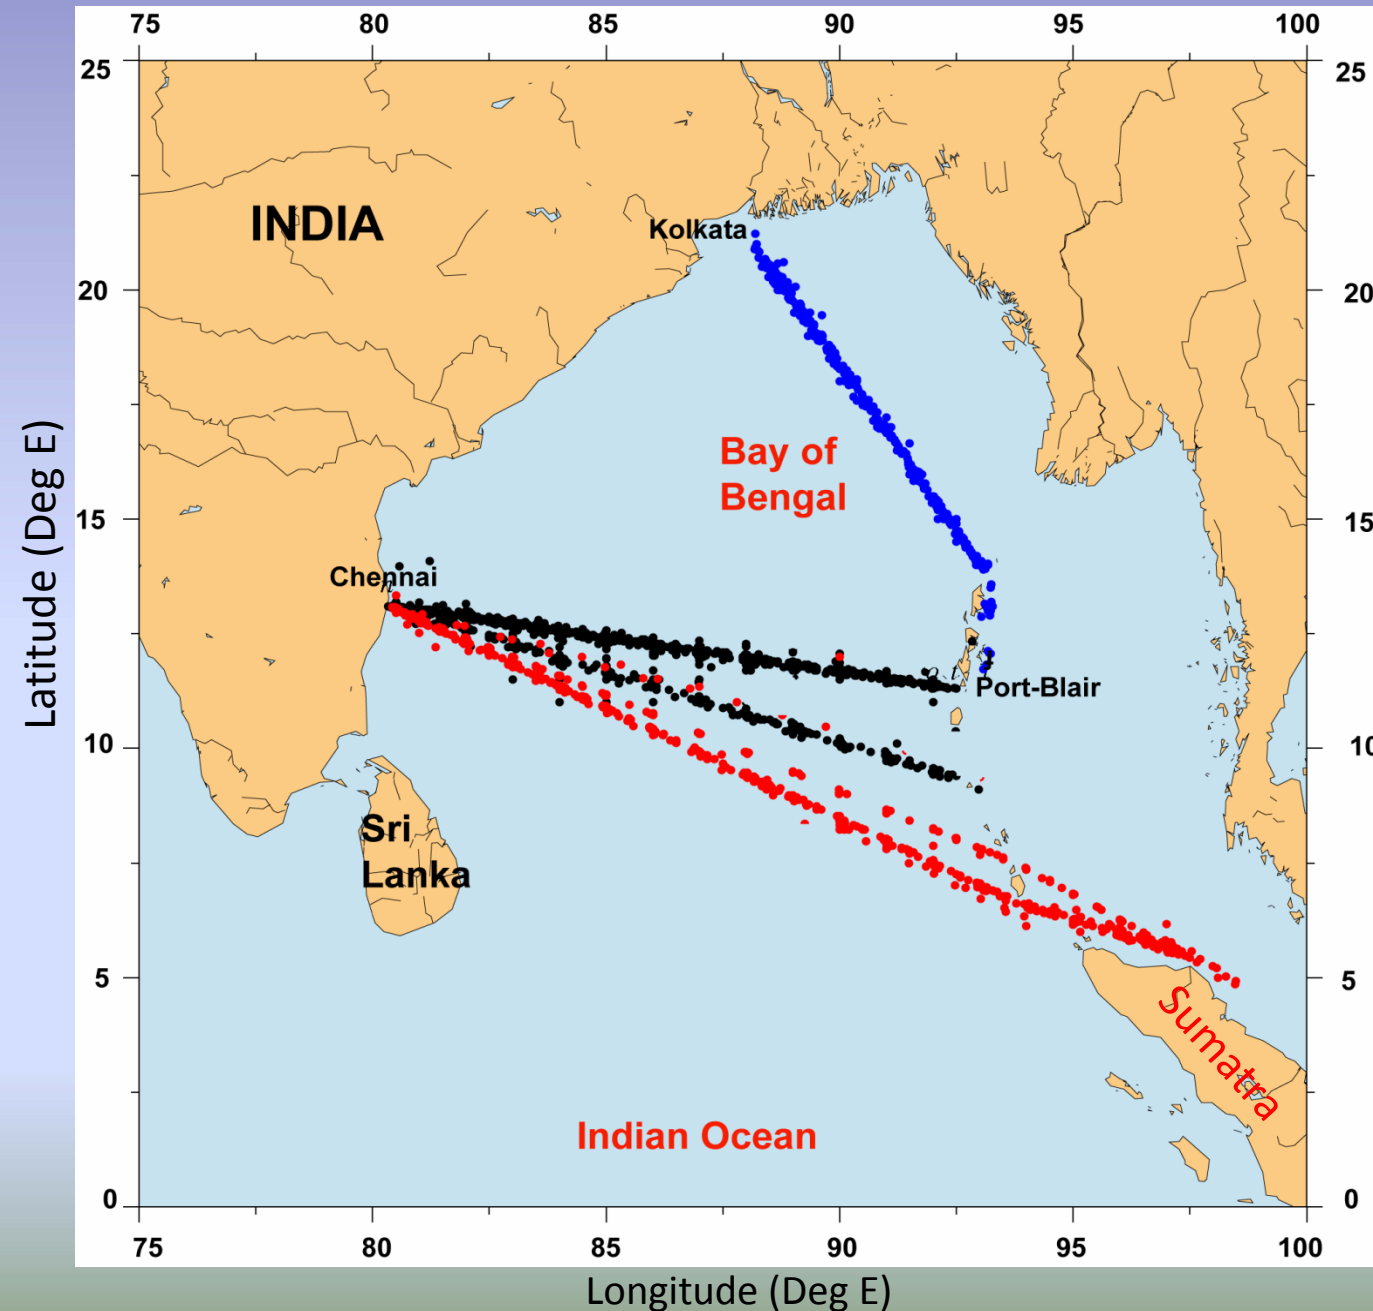 75 80 85 90 95 100
25 25
INDIA
Kolkata
20 20
Bay of
Bengal
15 15
Chennai
Port-Blair
10 10
Sri
Lanka
5 5
Sumatra
Indian Ocean
0 0
75 80 85 90 95 100
Longitude (Deg E)
Latitude (Deg E)